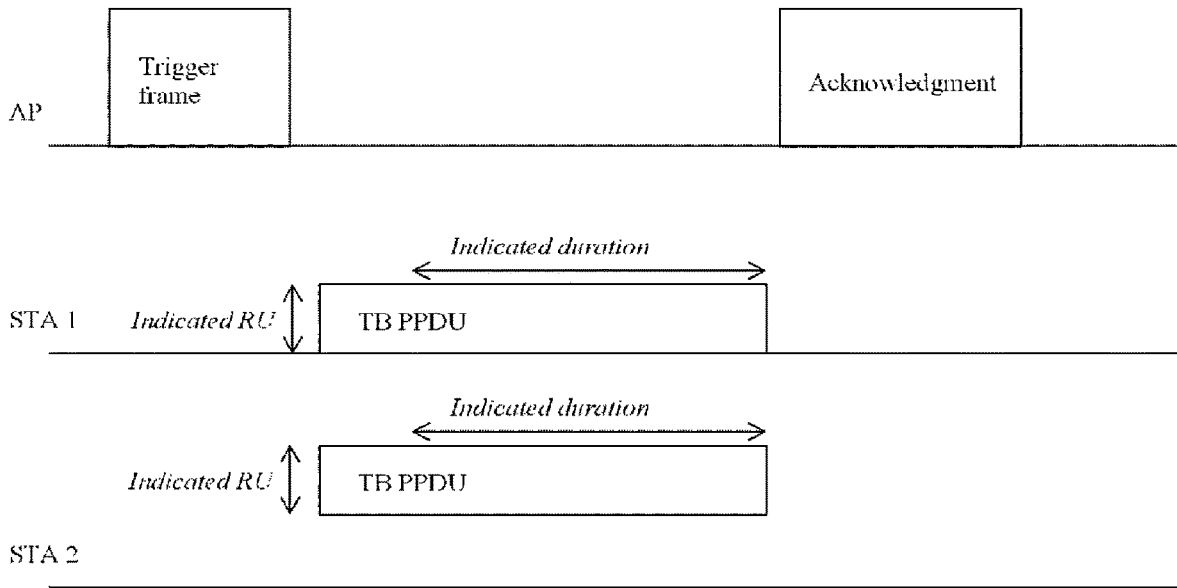 Trigger
frame
Acknowledgment
AP
Indicated duration
STA 1
Indicated RU
TB PPDU
Indicated duration
Indicated RU
TB PPDU
STA 2